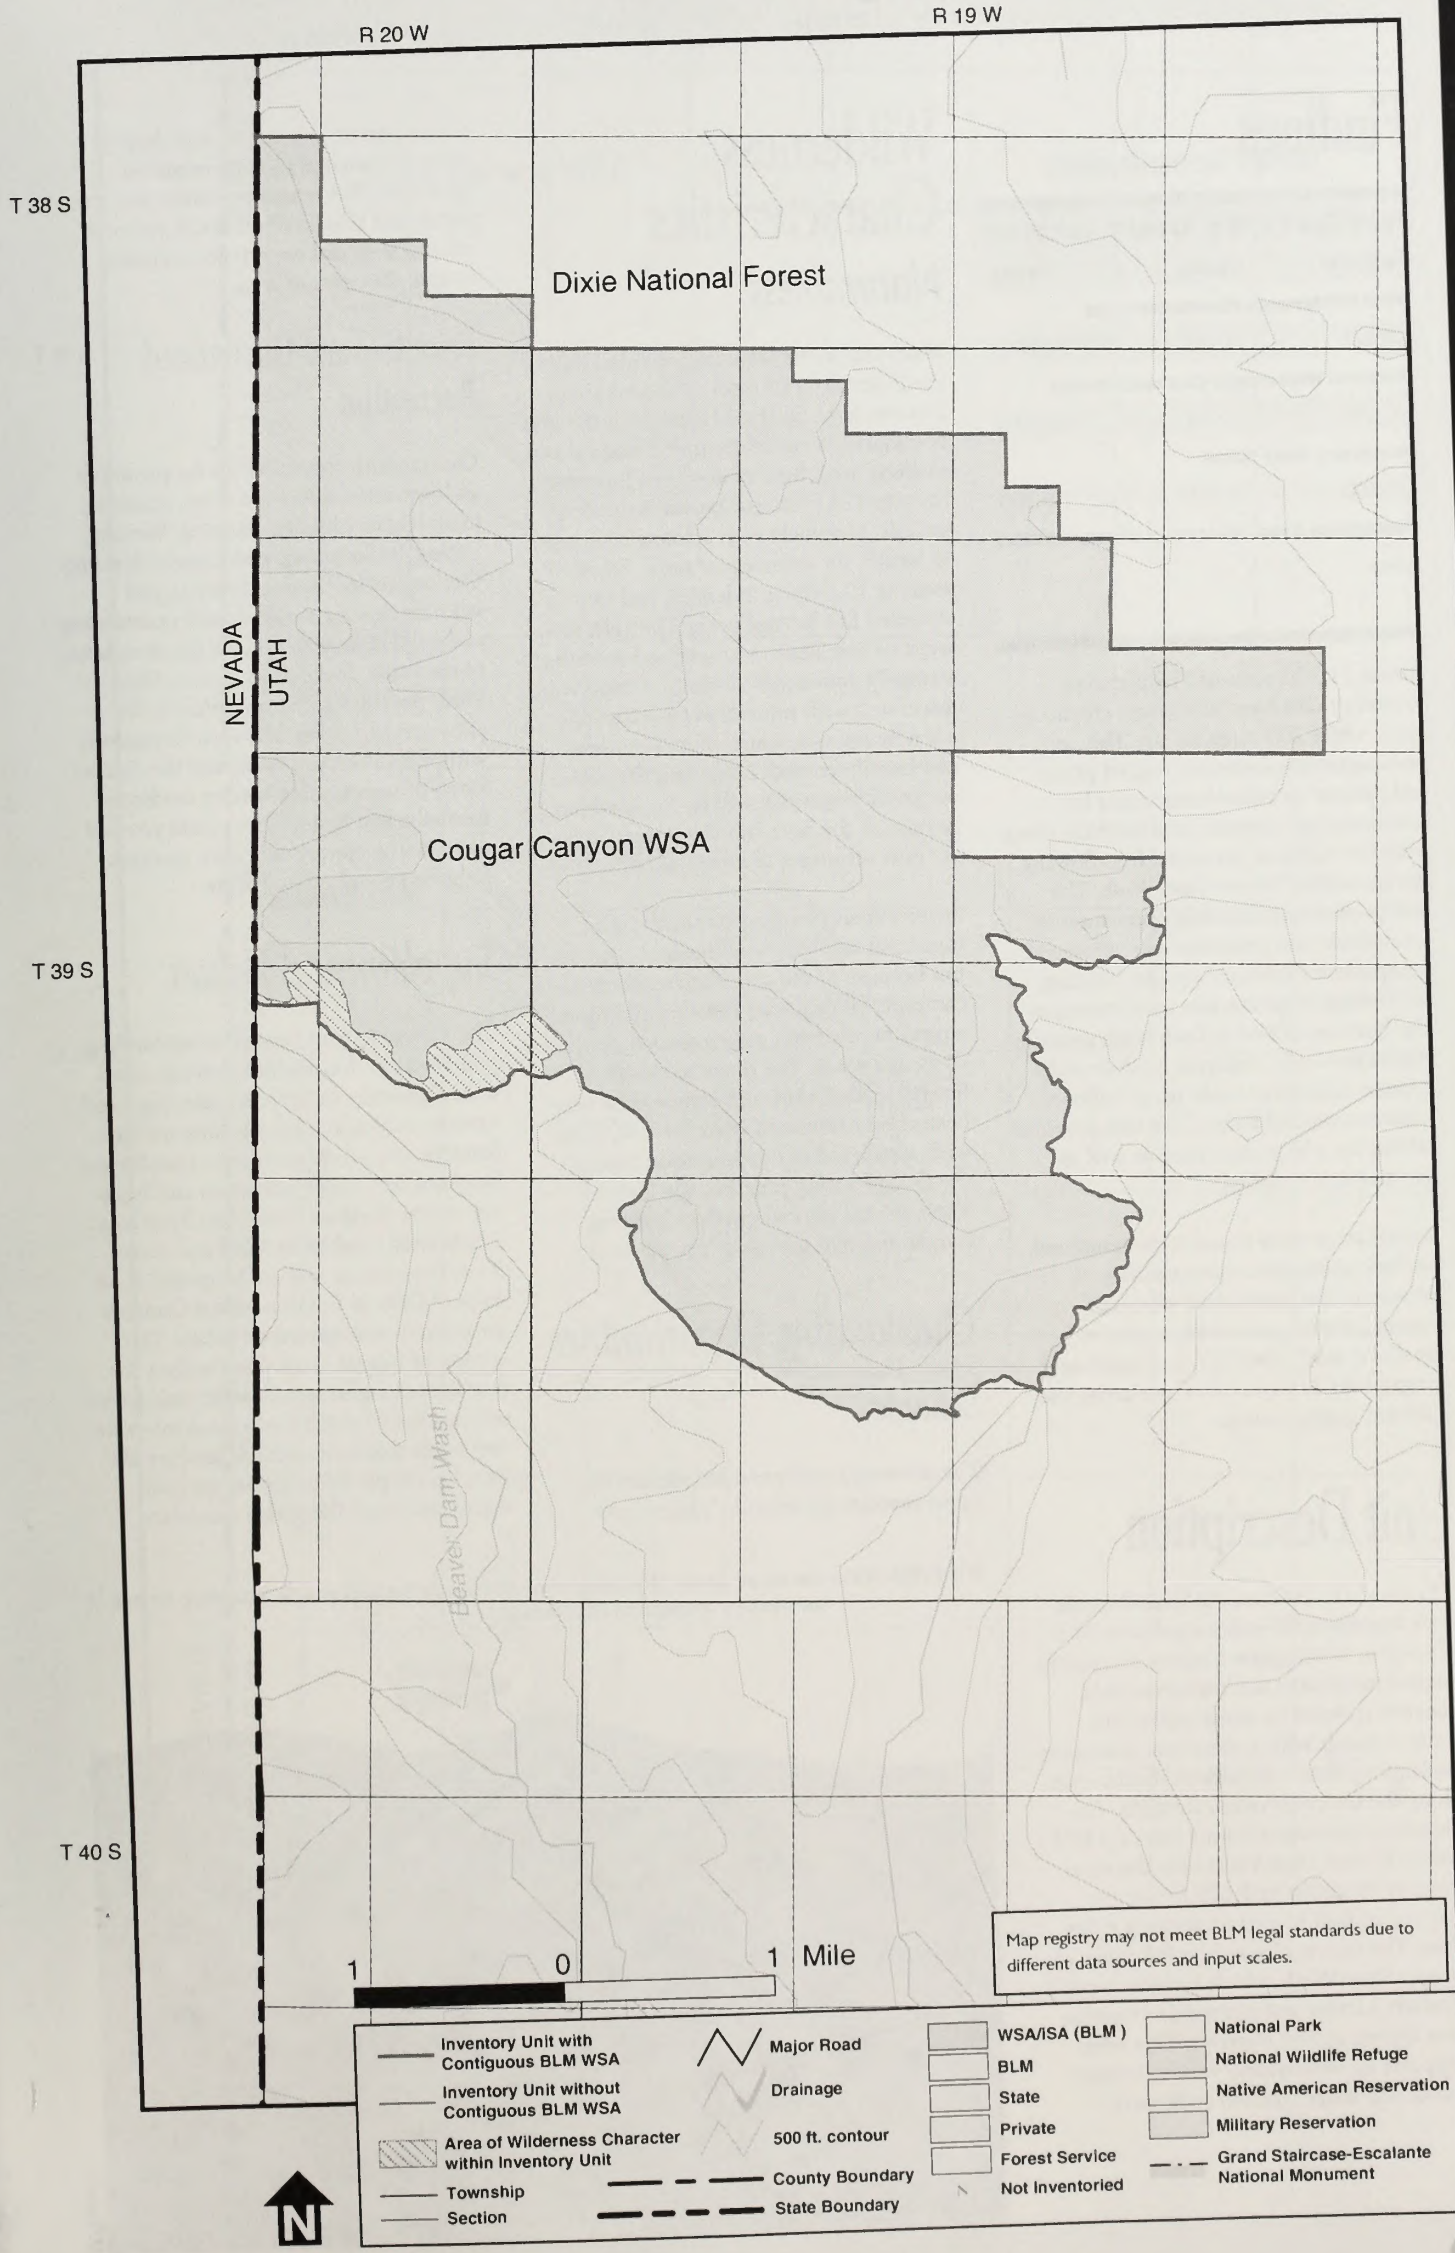 R 20 W
R 19 W
T 38 S
Dixie National Forest
NEVADA
UTAH
Cougar Canyon WSA
T 39 S
Beaver Dam Wash
T 40 S
1 0 1 Mile
Map registry may not meet BLM legal standards due to
different data sources and input scales.
Inventory Unit with
Contiguous BLM WSA
Inventory Unit without
Contiguous BLM WSA
Area of Wilderness Character
within Inventory Unit
Township
Section
Major Road
Drainage
500 ft. contour
County Boundary
State Boundary
WSA/ISA (BLM )
BLM
State
Private
Forest Service
Not Inventoried
National Park
National Wildlife Refuge
Native American Reservation
Military Reservation
Grand Staircase-Escalante
National Monument
N